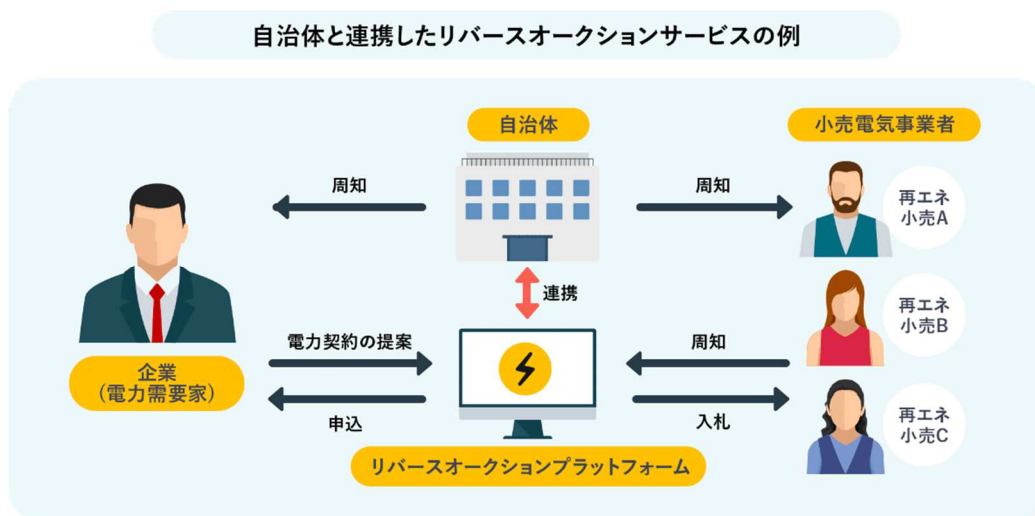 自治体と連携したリバースオークションサービスの例
自治体
小売電気事業者
周知
周知
再エネ
小売A
連携
再エネ
小売B
電力契約の提案
周知
企業
(電力需要家)
申込
入札
再エネ
小売C
リバースオークションプラットフォーム